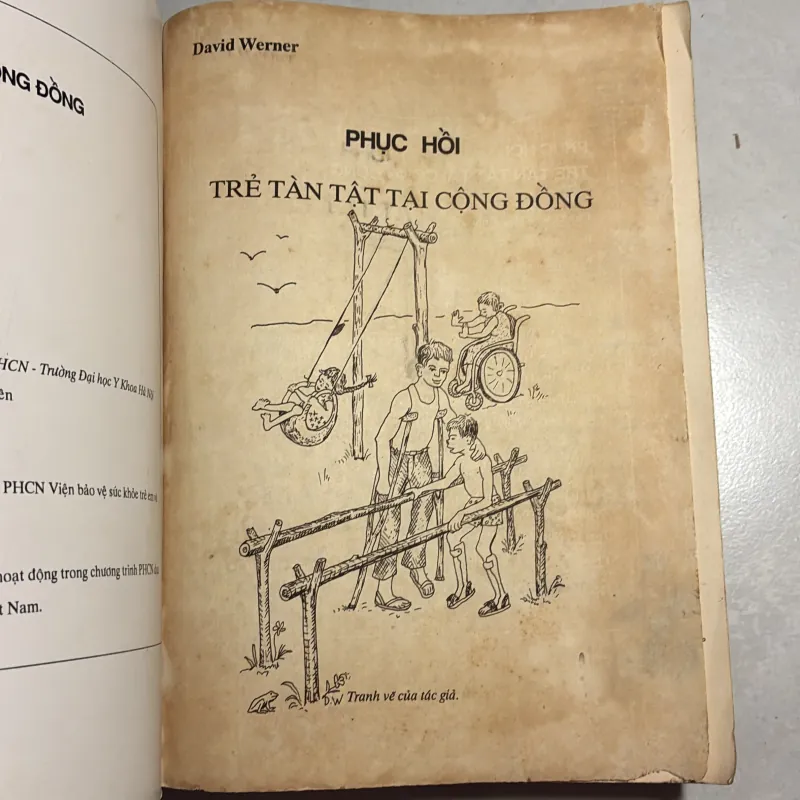 ỘNG ĐỒNG
HCN - Trường Đại học Y Khoa Hà Nội
ên
PHCN Viện bảo vệ sức khỏe trẻ em
hoạt động trong chương trình PHCN
t Nam.
David Werner
PHỤC HỒI
TRẺ TÀN TẬT TẠI CỘNG ĐỒNG
D.W Tranh vẽ của tác giả.